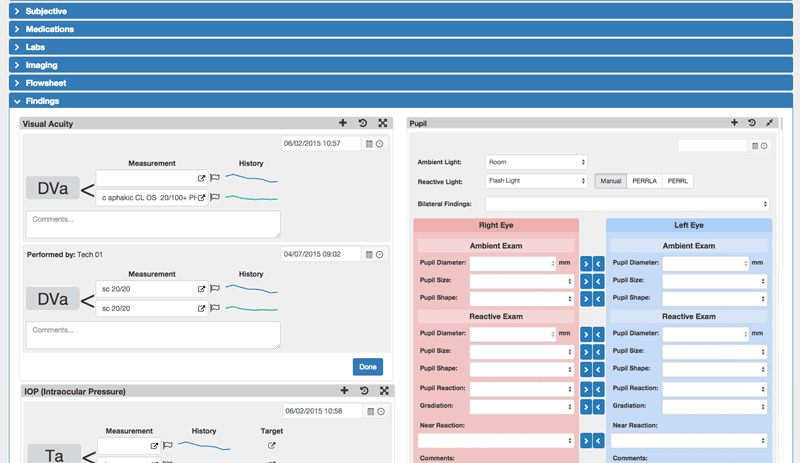 Subjective
Medications
Labs
Imaging
Flowsheet
Findings
Visual Acuity
06/02/2015 10:57
Measurement History
DVa
c aphakic CL OS 20/100+ PH
Comments...
Performed by: Tech 01 04/07/2015 09:02
Measurement History
DVa
sc 20/20
sc 20/20
Comments...
Done
IOP (Intraocular Pressure)
06/02/2015 10:58
Measurement History Target
Ta
Pupil
Ambient Light: Room
Reactive Light: Flash Light Manual PERRLA PERRL
Bilateral Findings:
Right Eye Left Eye
Ambient Exam Ambient Exam
Pupil Diameter: mm Pupil Diameter: mm
Pupil Size: Pupil Size:
Pupil Shape: Pupil Shape:
Reactive Exam Reactive Exam
Pupil Diameter: mm Pupil Diameter: mm
Pupil Size: Pupil Size:
Pupil Shape: Pupil Shape:
Pupil Reaction: Pupil Reaction:
Gradiation: Gradiation:
Near Reaction: Near Reaction:
Comments: Comments: